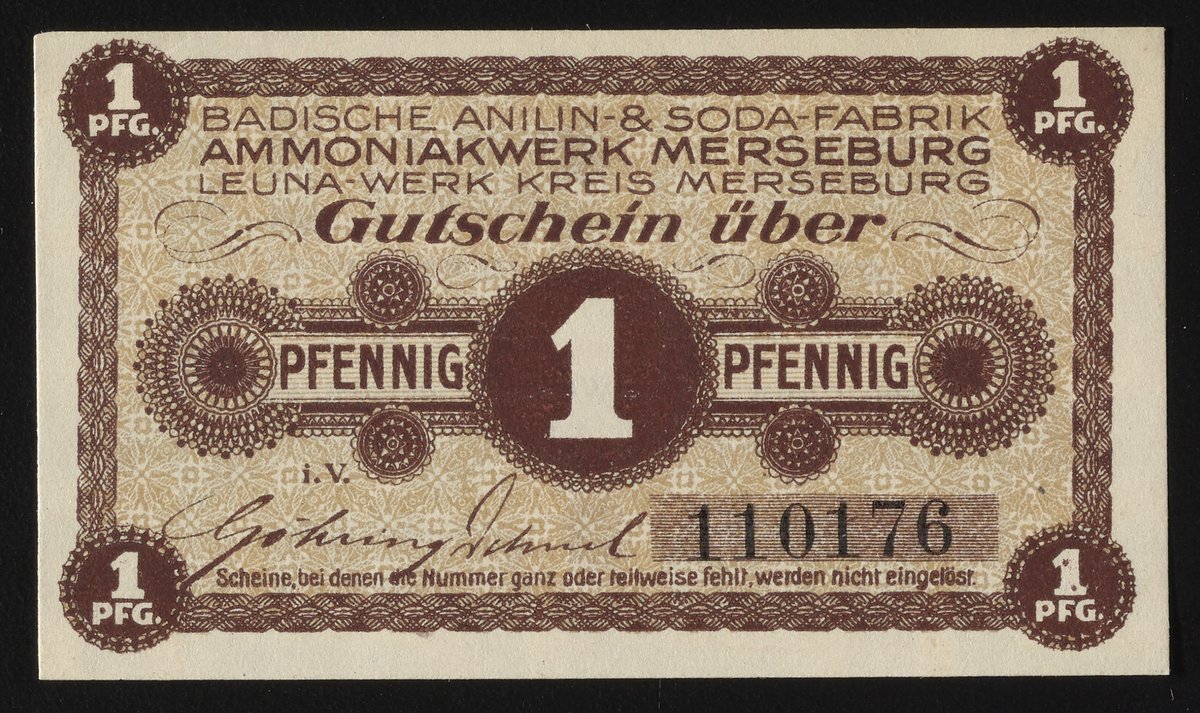 1 PFG.
1 PFG.
BADISCHE ANILIN-& SODA-FABRIK
AMMONIAKWERK MERSEBURG
LEUNA-WERK KREIS MERSEBURG
Gutschein über
PFENNIG 1 PFENNIG
i.V.
Göhring
110176
Scheine, bei denen die Nummer ganz oder teilweise fehlt, werden nicht eingelöst.
1 PFG.
1 PFG.